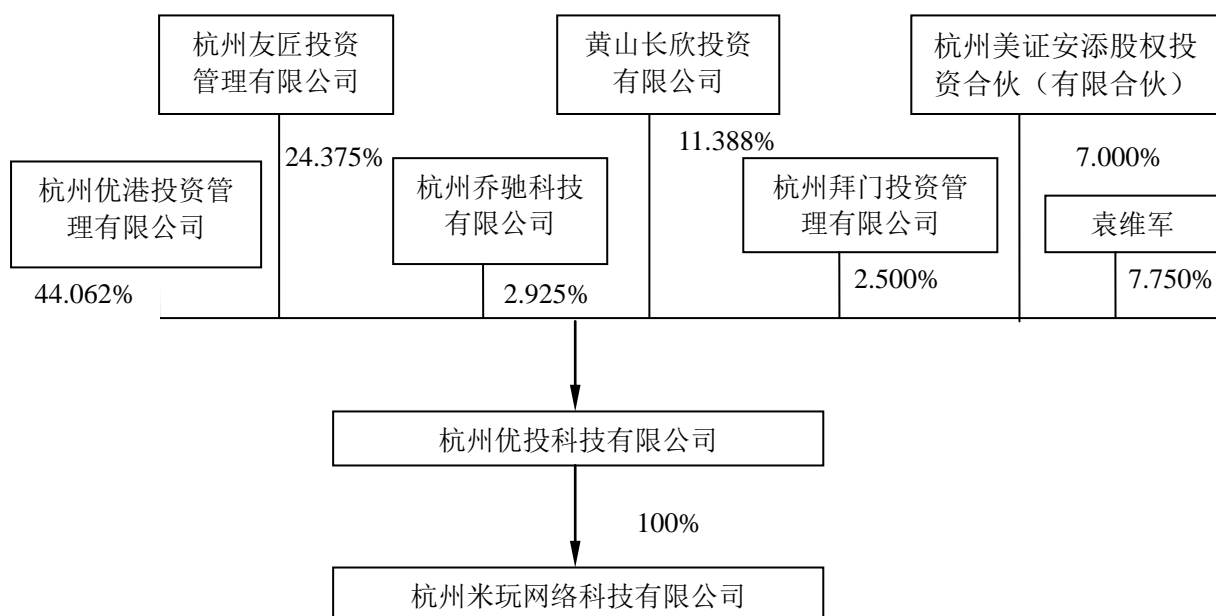 杭州友匠投资
管理有限公司
黄山长欣投资
有限公司
杭州美证安添股权投
资合伙（有限合伙）
24.375%
11.388%
7.000%
杭州优港投资管
理有限公司
杭州乔驰科技
有限公司
杭州拜门投资管
理有限公司
袁维军
44.062%
2.925%
2.500%
7.750%
杭州优投科技有限公司
100%
杭州米玩网络科技有限公司